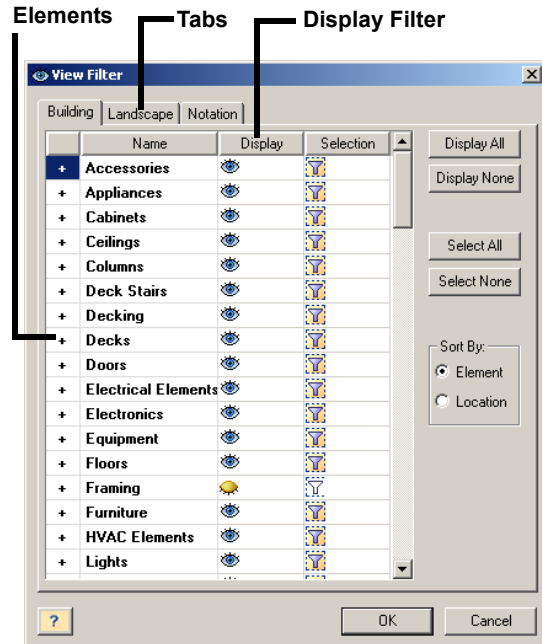 Elements Tabs Display Filter
View Filter
Building Landscape Notation
Name Display Selection
+ Accessories
+ Appliances
+ Cabinets
+ Ceilings
+ Columns
+ Deck Stairs
+ Decking
+ Decks
+ Doors
+ Electrical Elements
+ Electronics
+ Equipment
+ Floors
+ Framing
+ Furniture
+ HVAC Elements
+ Lights
Display All
Display None
Select All
Select None
Sort By:
Element
Location
?
OK Cancel